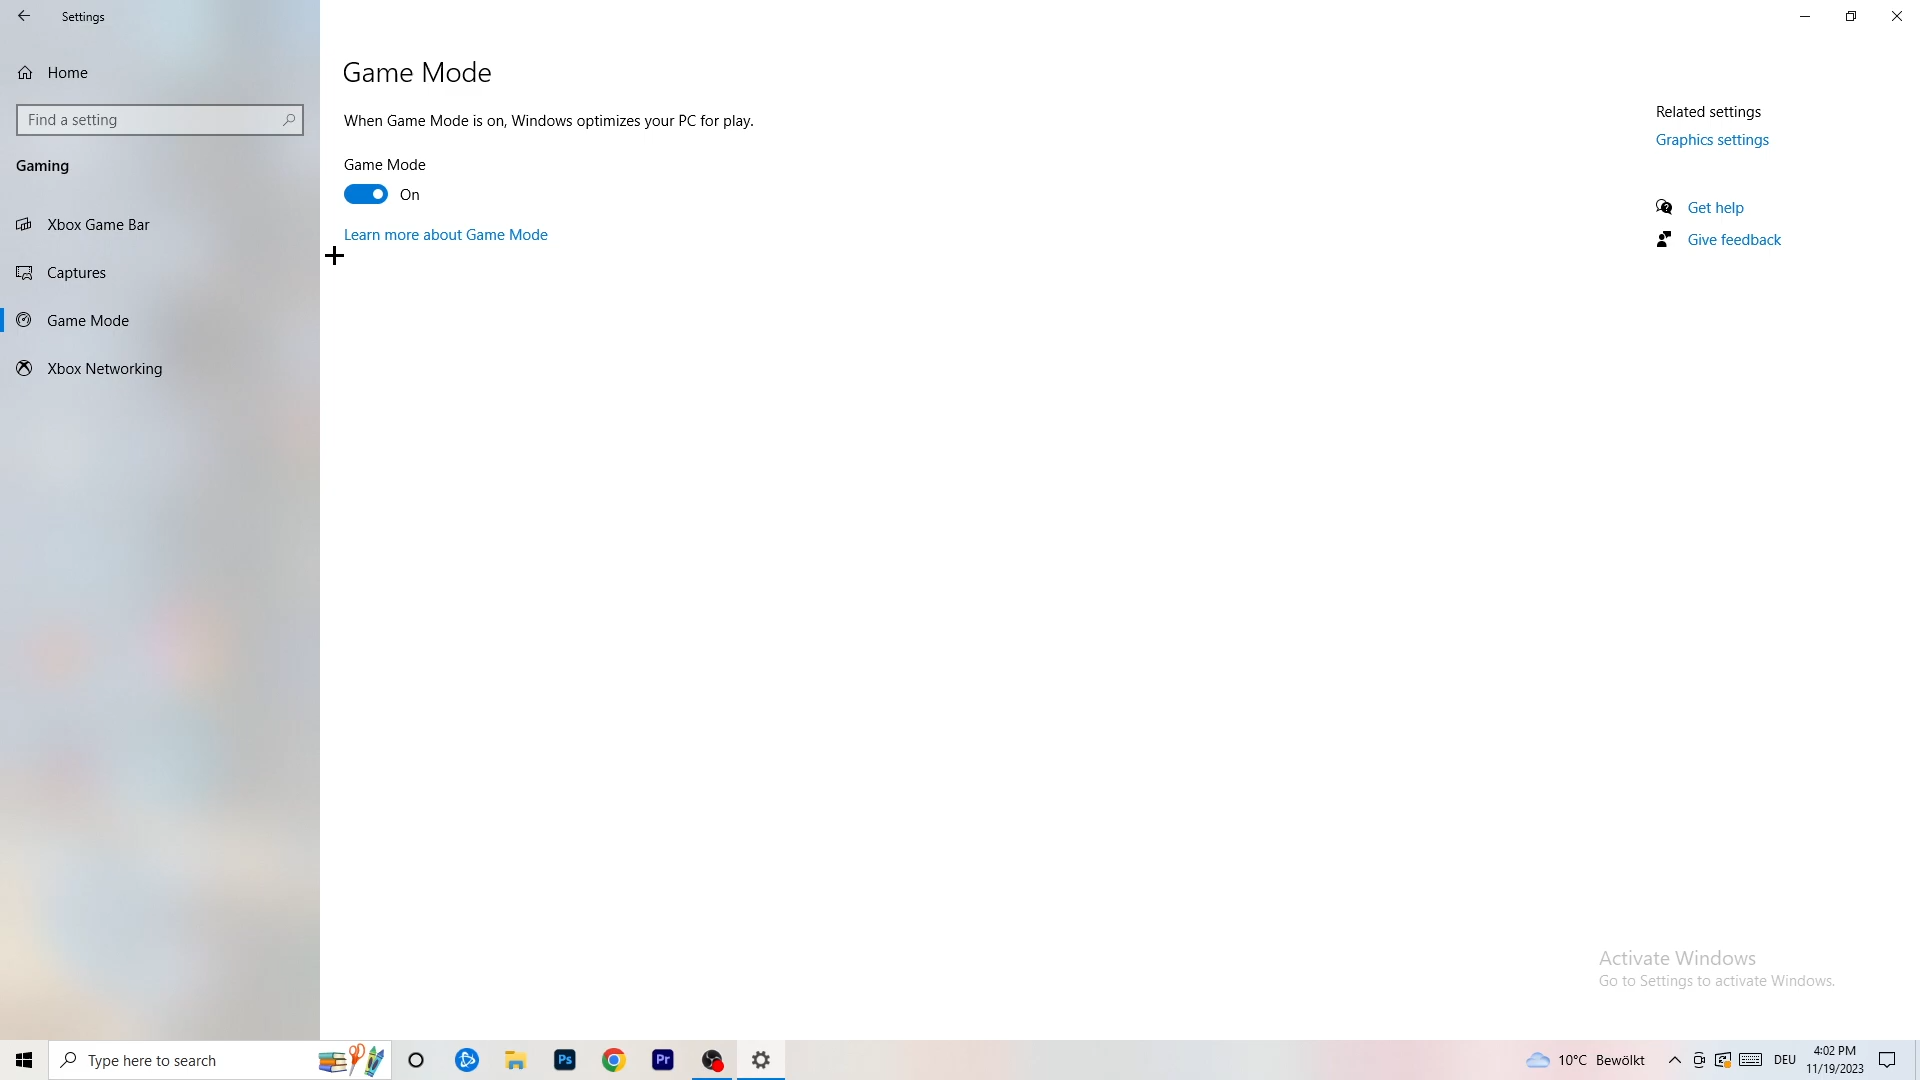 Settings
Home
Find a setting
Gaming
Xbox Game Bar
Captures
Game Mode
Xbox Networking
Game Mode
When Game Mode is on, Windows optimizes your PC for play.
Game Mode
On
Learn more about Game Mode
Related settings
Graphics settings
Get help
Give feedback
Activate Windows
Go to Settings to activate Windows.
Type here to search
Ps
Pr
10°C Bewölkt
DEU
4:02 PM
11/19/2023